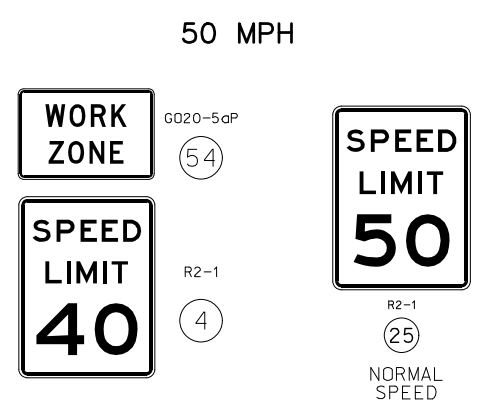 50 MPH
WORK
ZONE
G020-5aP
54
SPEED
LIMIT
40
R2-1
4
SPEED
LIMIT
50
R2-1
25
NORMAL
SPEED